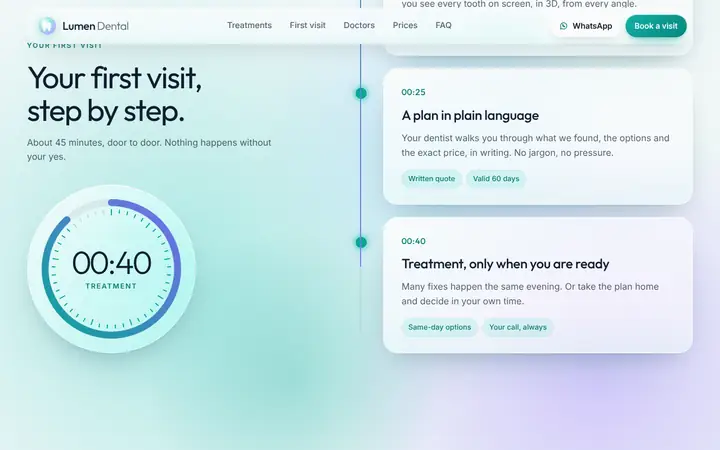 you see every tooth on screen, in 3D, from every angle.
Lumen Dental
Treatments
First visit
Doctors
Prices
FAQ
WhatsApp
Book a visit
YOUR FIRST VISIT
Your first visit,
step by step.
About 45 minutes, door to door. Nothing happens without
your yes.
00:40
TREATMENT
00:25
A plan in plain language
Your dentist walks you through what we found, the options and
the exact price, in writing. No jargon, no pressure.
Written quote
Valid 60 days
00:40
Treatment, only when you are ready
Many fixes happen the same evening. Or take the plan home
and decide in your own time.
Same-day options
Your call, always